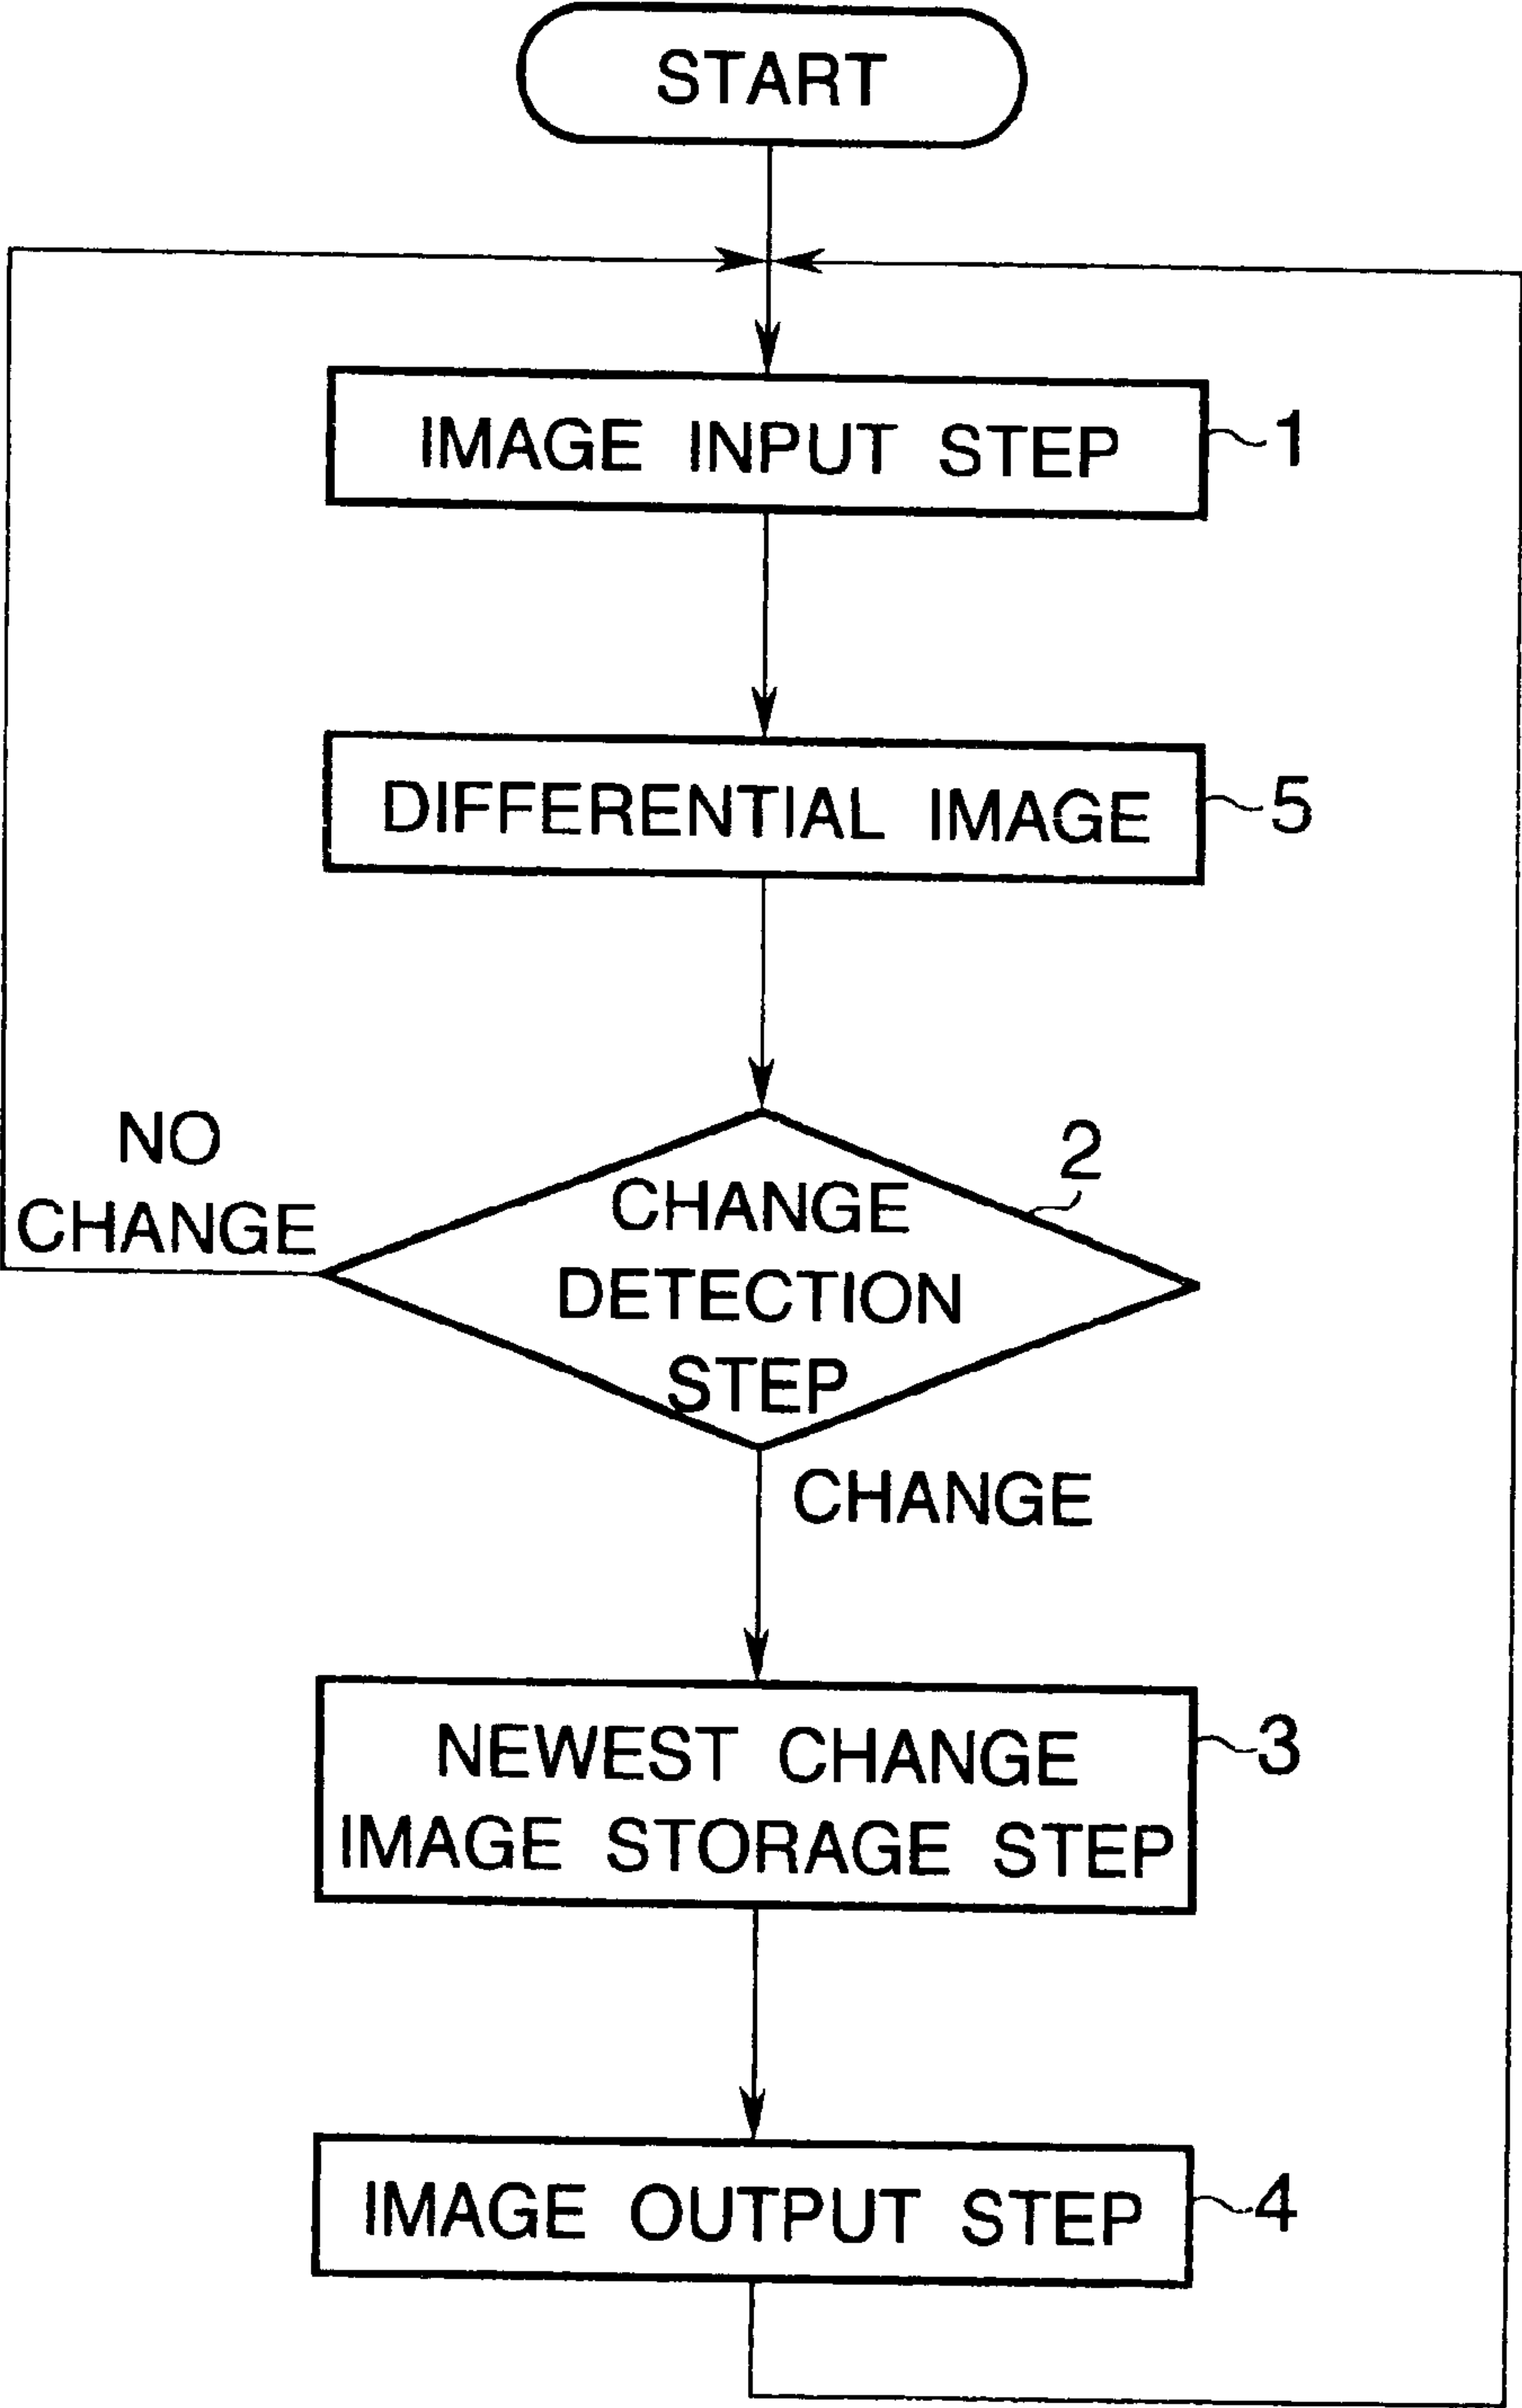 START
IMAGE INPUT STEP
1
DIFFERENTIAL IMAGE
5
NO
CHANGE
2
CHANGE
DETECTION
STEP
CHANGE
NEWEST CHANGE
IMAGE STORAGE STEP
3
IMAGE OUTPUT STEP
4